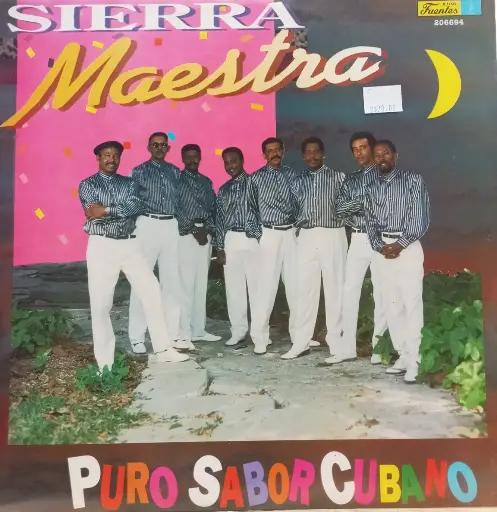 SIERRA
Maestra
Fuentes
206694
PURO SABOR CUBANO